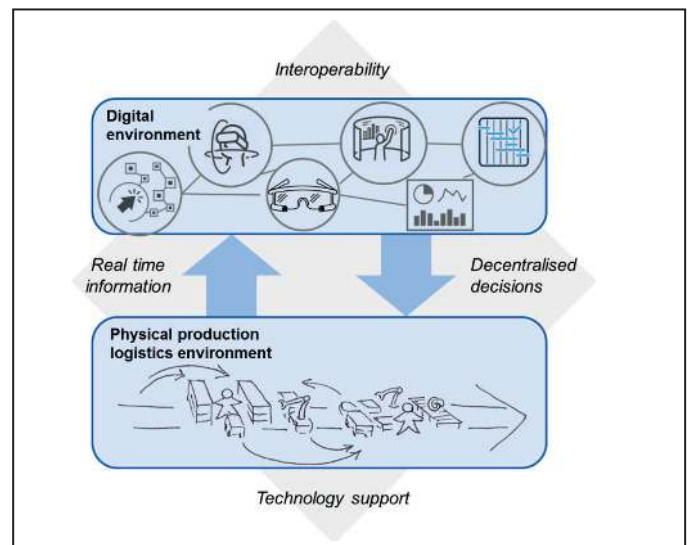 Interoperability
Digital
environment
Real time
information
Decentralised
decisions
Physical production
logistics environment
Technology support